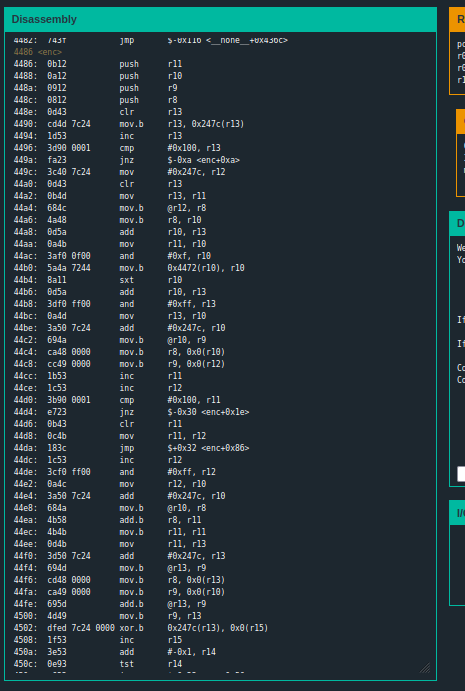 Disassembly
4482: 743f jmp $-0x116 <__none__+0x436c>
4486 <enc>
4486: 0b12 push r11
4488: 0a12 push r10
448a: 0912 push r9
448c: 0812 push r8
448e: 0d43 clr r13
4490: cd4d 7c24 mov.b r13, 0x247c(r13)
4494: 1d53 inc r13
4496: 3d90 0001 cmp #0x100, r13
449a: fa23 jnz $-0xa <enc+0xa>
449c: 3c40 7c24 mov #0x247c, r12
44a0: 0d43 clr r13
44a2: 0b4d mov r13, r11
44a4: 684c mov.b @r12, r8
44a6: 4a48 mov.b r8, r10
44a8: 0d5a add r10, r13
44aa: 0a4b mov r11, r10
44ac: 3af0 0f00 and #0xf, r10
44b0: 5a4a 7244 mov.b 0x4472(r10), r10
44b4: 8a11 sxt r10
44b6: 0d5a add r10, r13
44b8: 3df0 ff00 and #0xff, r13
44bc: 0a4d mov r13, r10
44be: 3a50 7c24 add #0x247c, r10
44c2: 694a mov.b @r10, r9
44c4: ca48 0000 mov.b r8, 0x0(r10)
44c8: cc49 0000 mov.b r9, 0x0(r12)
44cc: 1b53 inc r11
44ce: 1c53 inc r12
44d0: 3b90 0001 cmp #0x100, r11
44d4: e723 jnz $-0x30 <enc+0x1e>
44d6: 0b43 clr r11
44d8: 0c4b mov r11, r12
44da: 183c jmp $+0x32 <enc+0x86>
44dc: 1c53 inc r12
44de: 3cf0 ff00 and #0xff, r12
44e2: 0a4c mov r12, r10
44e4: 3a50 7c24 add #0x247c, r10
44e8: 684a mov.b @r10, r8
44ea: 4b58 add.b r8, r11
44ec: 4b4b mov.b r11, r11
44ee: 0d4b mov r11, r13
44f0: 3d50 7c24 add #0x247c, r13
44f4: 694d mov.b @r13, r9
44f6: cd48 0000 mov.b r8, 0x0(r13)
44fa: ca49 0000 mov.b r9, 0x0(r10)
44fe: 695d add.b @r13, r9
4500: 4d49 mov.b r9, r13
4502: dfed 7c24 0000 xor.b 0x247c(r13), 0x0(r15)
4508: 1f53 inc r15
450a: 3e53 add #-0x1, r14
450c: 0e93 tst r14